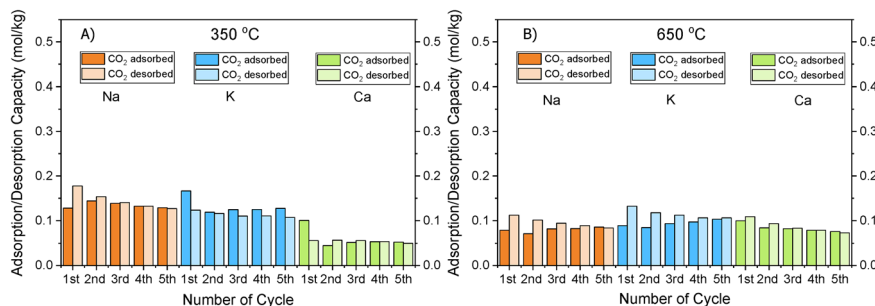 A) 350 °C
CO2 adsorbed CO2 adsorbed CO2 adsorbed
CO2 desorbed CO2 desorbed CO2 desorbed
Na K Ca
Adsorption/Desorption Capacity (mol/kg)
0.5
0.4
0.3
0.2
0.1
0.0
0.5
0.4
0.3
0.2
0.1
0.0
1st 2nd 3rd 4th 5th 1st 2nd 3rd 4th 5th 1st 2nd 3rd 4th 5th
Number of Cycle
B) 650 °C
CO2 adsorbed CO2 adsorbed CO2 adsorbed
CO2 desorbed CO2 desorbed CO2 desorbed
Na K Ca
Adsorption/Desorption Capacity (mol/kg)
0.5
0.4
0.3
0.2
0.1
0.0
0.5
0.4
0.3
0.2
0.1
0.0
1st 2nd 3rd 4th 5th 1st 2nd 3rd 4th 5th 1st 2nd 3rd 4th 5th
Number of Cycle